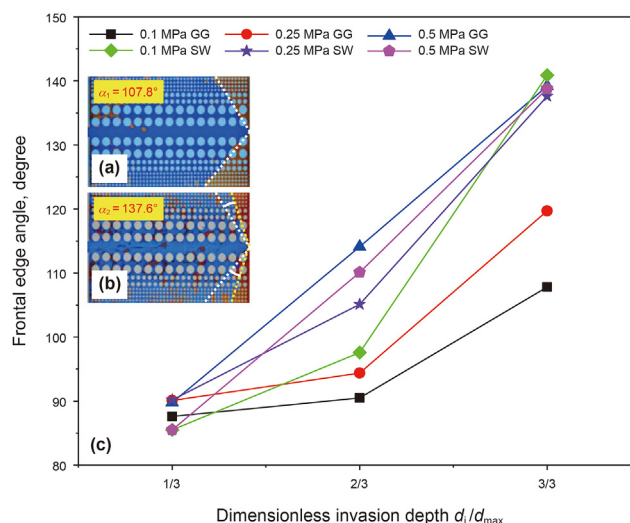 0.1 MPa GG 0.25 MPa GG 0.5 MPa GG
0.1 MPa SW 0.25 MPa SW 0.5 MPa SW
150
140
130
120
110
100
90
80
Frontal edge angle, degree
α₁ = 107.8°
(a)
α₂ = 137.6°
(b)
(c)
1/3 2/3 3/3
Dimensionless invasion depth dᵢ/dmax